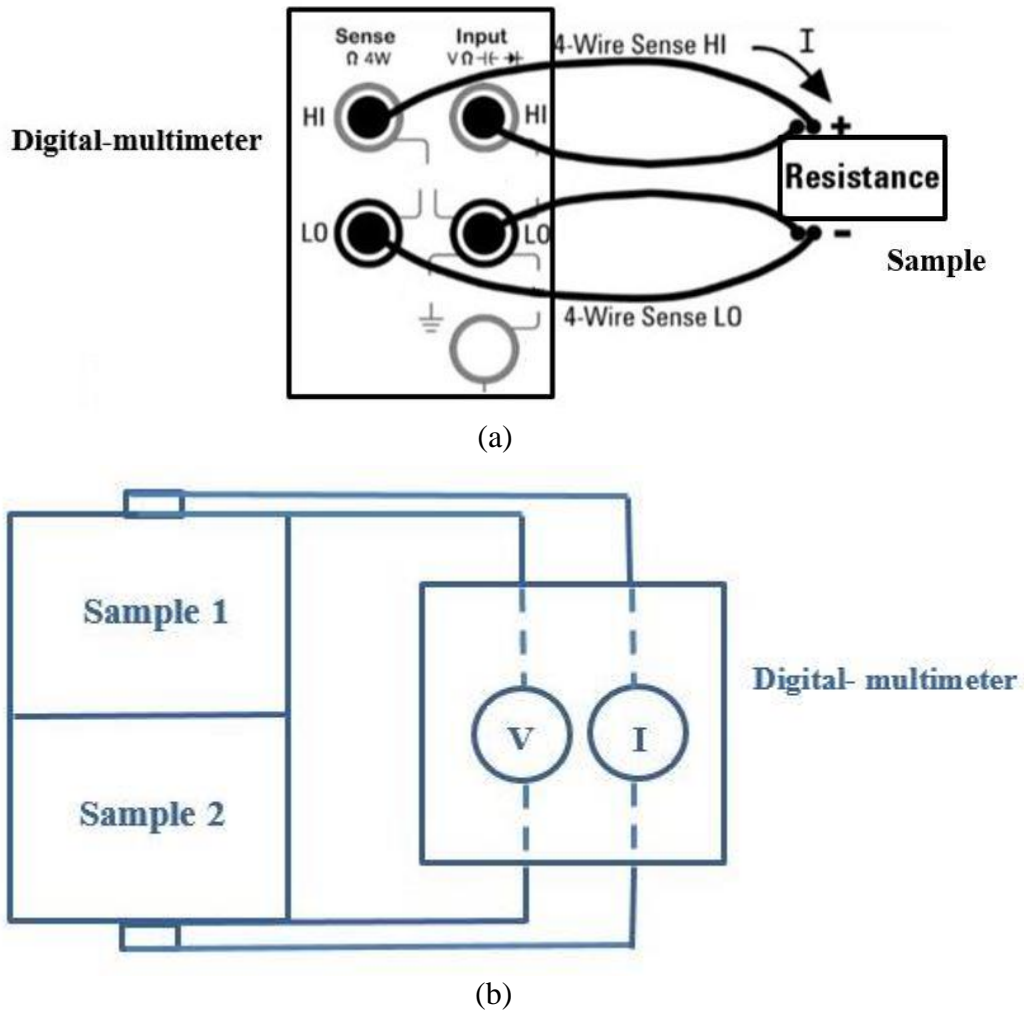 Sense Input
Ω 4W VΩ⊣⊢➔⊢
4-Wire Sense HI I
HI HI
Digital-multimeter
+
Resistance
LO LO -
Sample
4-Wire Sense LO
(a)
Sample 1
Digital- multimeter
V I
Sample 2
(b)